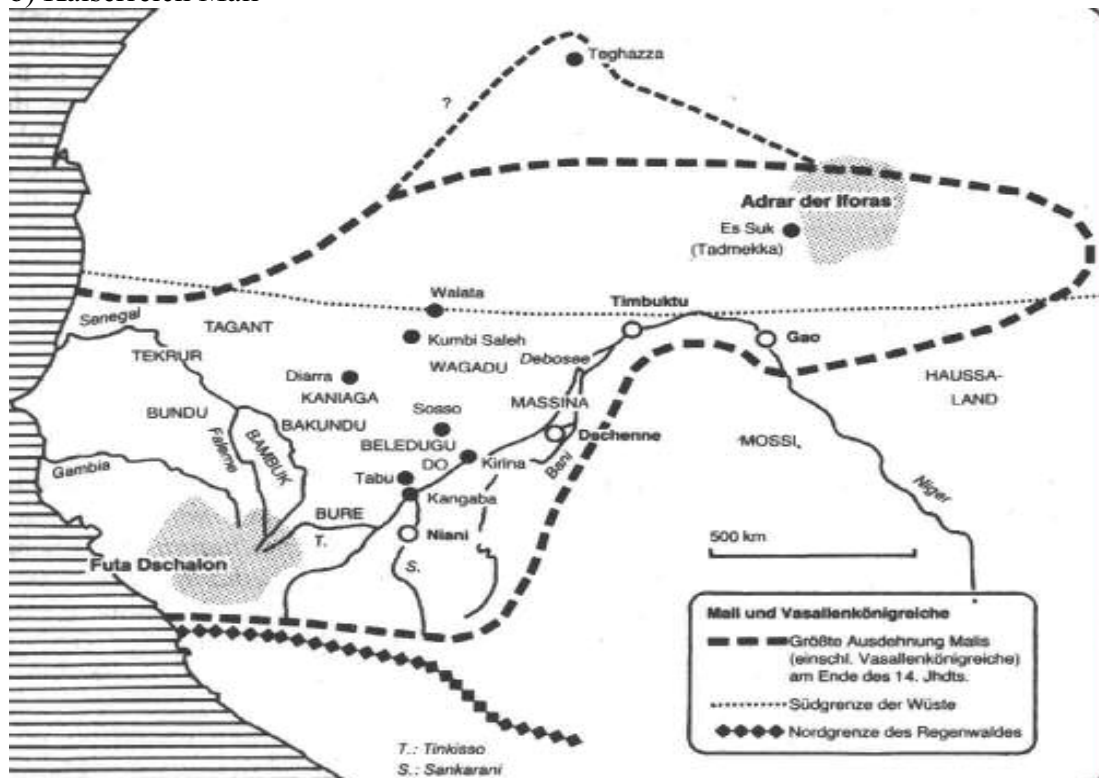 b) Kaiserreich Mali
Teghazza
?
Adrar der Iforas
Es Suk
(Tadmekka)
Walata
Timbuktu
Senegal
TAGANT
Kumbi Saleh
Gao
TEKRUR
WAGADU
Debosee
Diarra
KANIAGA
HAUSSA-
LAND
BUNDU
MASSINA
Sosso
BAKUNDU
Dschenne
MOSSI
BELEDUGU
Faleme
BAMBUK
DO
Kirina
Bani
Gambia
Tabu
Kangaba
Niger
BURE
T.
Niani
500 km
S.
Futa Dschalon
Mali und Vasallenkönigreiche
Größte Ausdehnung Malis
(einschl. Vasallenkönigreiche)
am Ende des 14. Jhdts.
Südgrenze der Wüste
Nordgrenze des Regenwaldes
T.: Tinkisso
S.: Sankarani